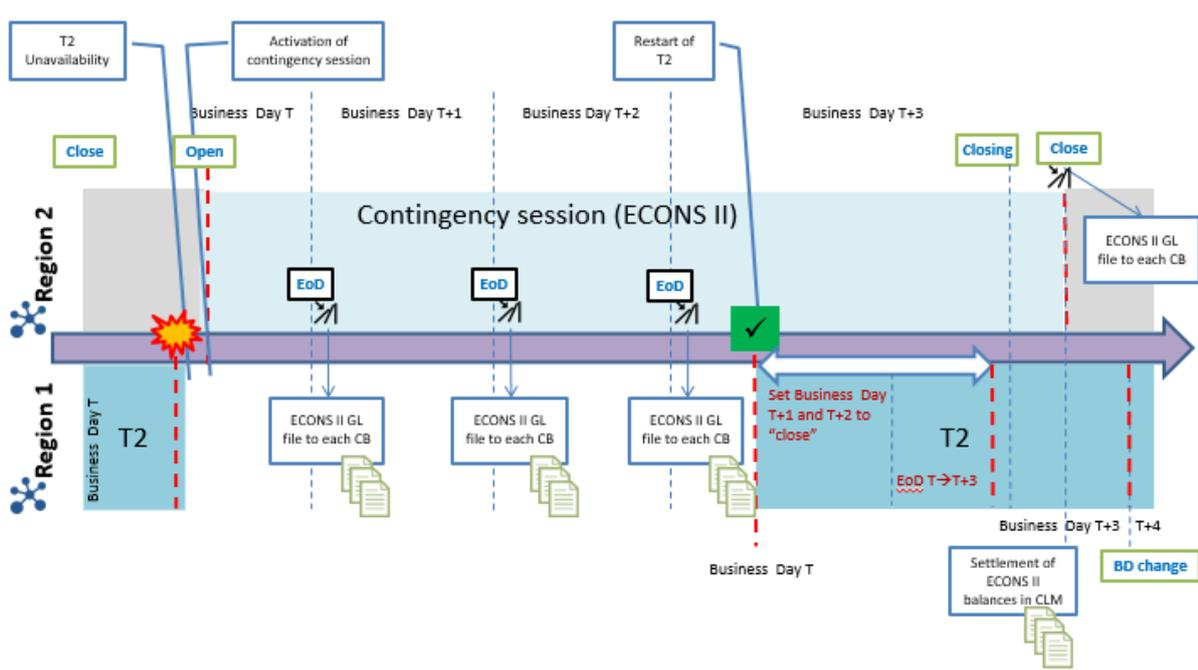 T2
Unavailability
Activation of
contingency session
Restart of
T2
Business Day T
Business Day T+1
Business Day T+2
Business Day T+3
Close
Open
Closing
Close
Region 2
Contingency session (ECONS II)
ECONS II GL
file to each CB
EoD
EoD
EoD
✓
Region 1
Business Day T
T2
ECONS II GL
file to each CB
ECONS II GL
file to each CB
ECONS II GL
file to each CB
Set Business Day
T+1 and T+2 to
“close”
T2
EoD T→T+3
Business Day T+3
T+4
Business Day T
Settlement of
ECONS II
balances in CLM
BD change